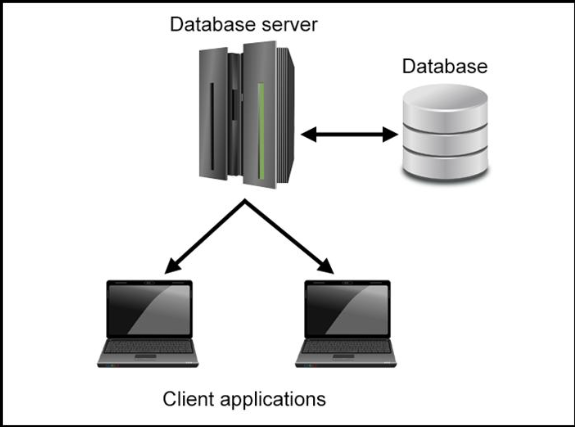 Database server
Database
Client applications